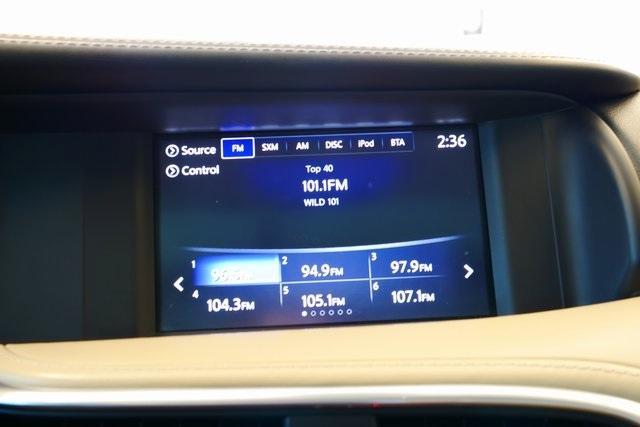 Source FM SXM AM DISC iPod BTA 2:36
Control
Top 40
101.1FM
WILD 101
1 2 94.9FM 3 97.9FM
4 104.3FM 5 105.1FM 6 107.1FM